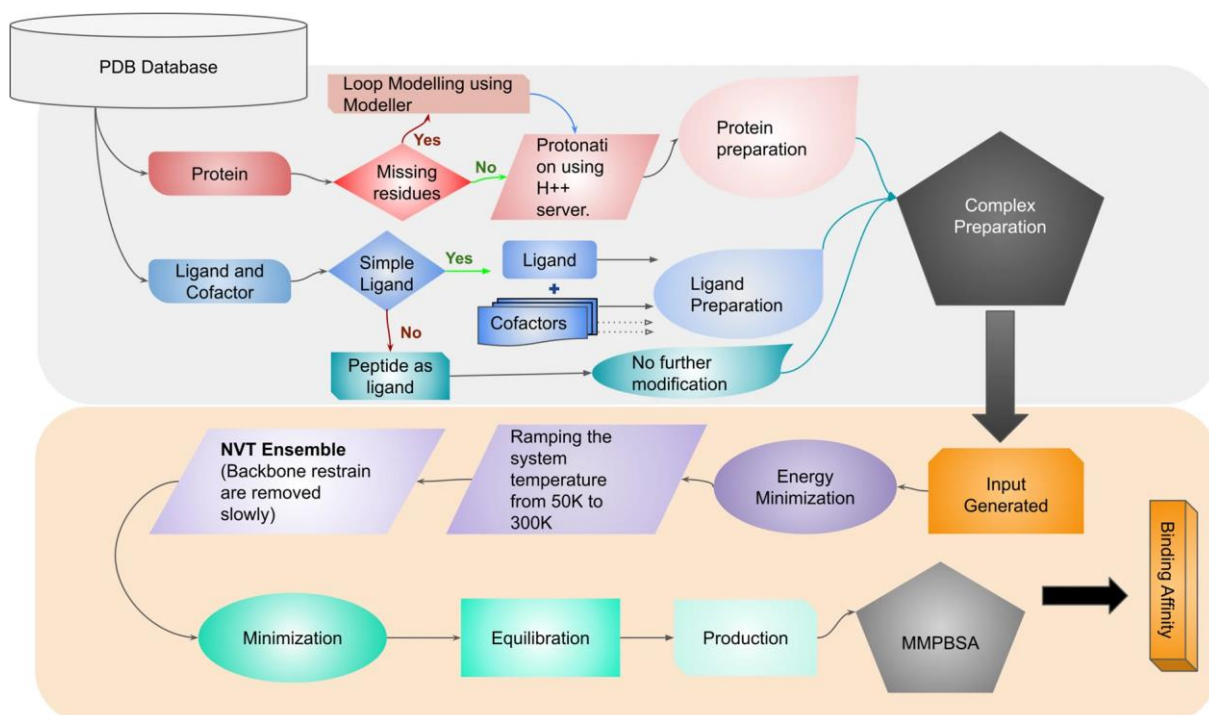 PDB Database
Loop Modelling using
Modeller
Yes
Protein
Missing
residues
No
Protonati
on using
H++
server.
Protein
preparation
Complex
Preparation
Ligand and
Cofactor
Simple
Ligand
Yes
Ligand
+
Cofactors
Ligand
Preparation
No
Peptide as
ligand
No further
modification
NVT Ensemble
(Backbone restrain
are removed
slowly)
Ramping the
system
temperature
from 50K to
300K
Energy
Minimization
Input
Generated
Binding Affinity
Minimization
Equilibration
Production
MMPBSA